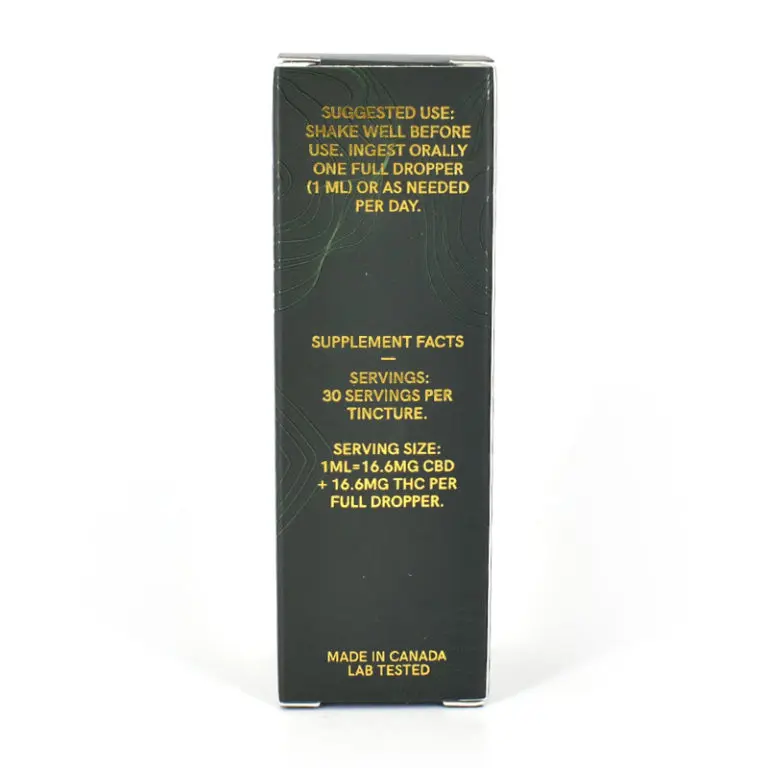 SUGGESTED USE:
SHAKE WELL BEFORE
USE. INGEST ORALLY
ONE FULL DROPPER
(1 ML) OR AS NEEDED
PER DAY.
SUPPLEMENT FACTS
—
SERVINGS:
30 SERVINGS PER
TINCTURE.
SERVING SIZE:
1ML=16.6MG CBD
+ 16.6MG THC PER
FULL DROPPER.
MADE IN CANADA
LAB TESTED